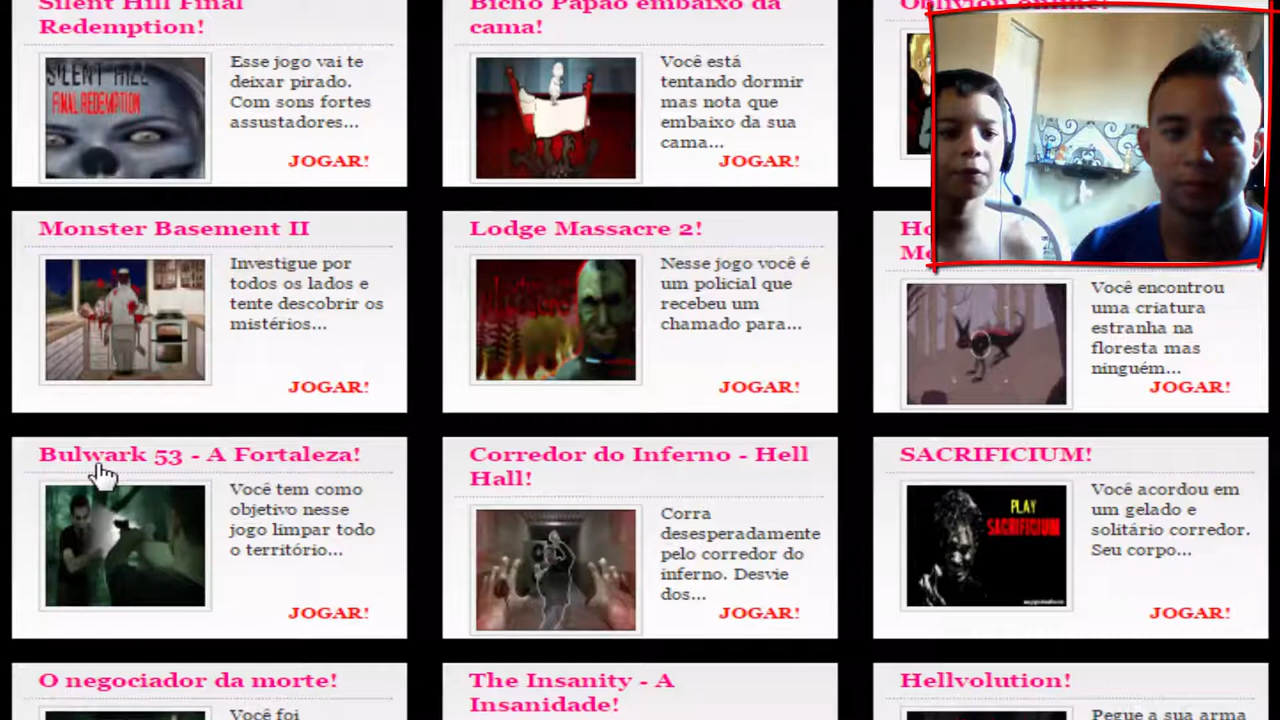 Silent Hill Final
Redemption!
SILENT HILL
FINAL REDEMPTION
Esse jogo vai te
deixar pirado.
Com sons fortes
assustadores...
JOGAR!
Bicho Papão embaixo da
cama!
Você está
tentando dormir
mas nota que
embaixo da sua
cama...
JOGAR!
Oblivion online!
Monster Basement II
Investigue por
todos os lados e
tente descobrir os
mistérios...
JOGAR!
Lodge Massacre 2!
Nesse jogo você é
um policial que
recebeu um
chamado para...
JOGAR!
Você encontrou
uma criatura
estranha na
floresta mas
ninguém...
JOGAR!
Bulwark 53 - A Fortaleza!
Você tem como
objetivo nesse
jogo limpar todo
o território...
JOGAR!
Corredor do Inferno - Hell
Hall!
Corra
desesperadamente
pelo corredor do
inferno. Desvie
dos...
JOGAR!
SACRIFICIUM!
PLAY
SACRIFICIUM
Você acordou em
um gelado e
solitário corredor.
Seu corpo...
JOGAR!
O negociador da morte!
Você foi
The Insanity - A
Insanidade!
Hellvolution!
Pegue a sua arma